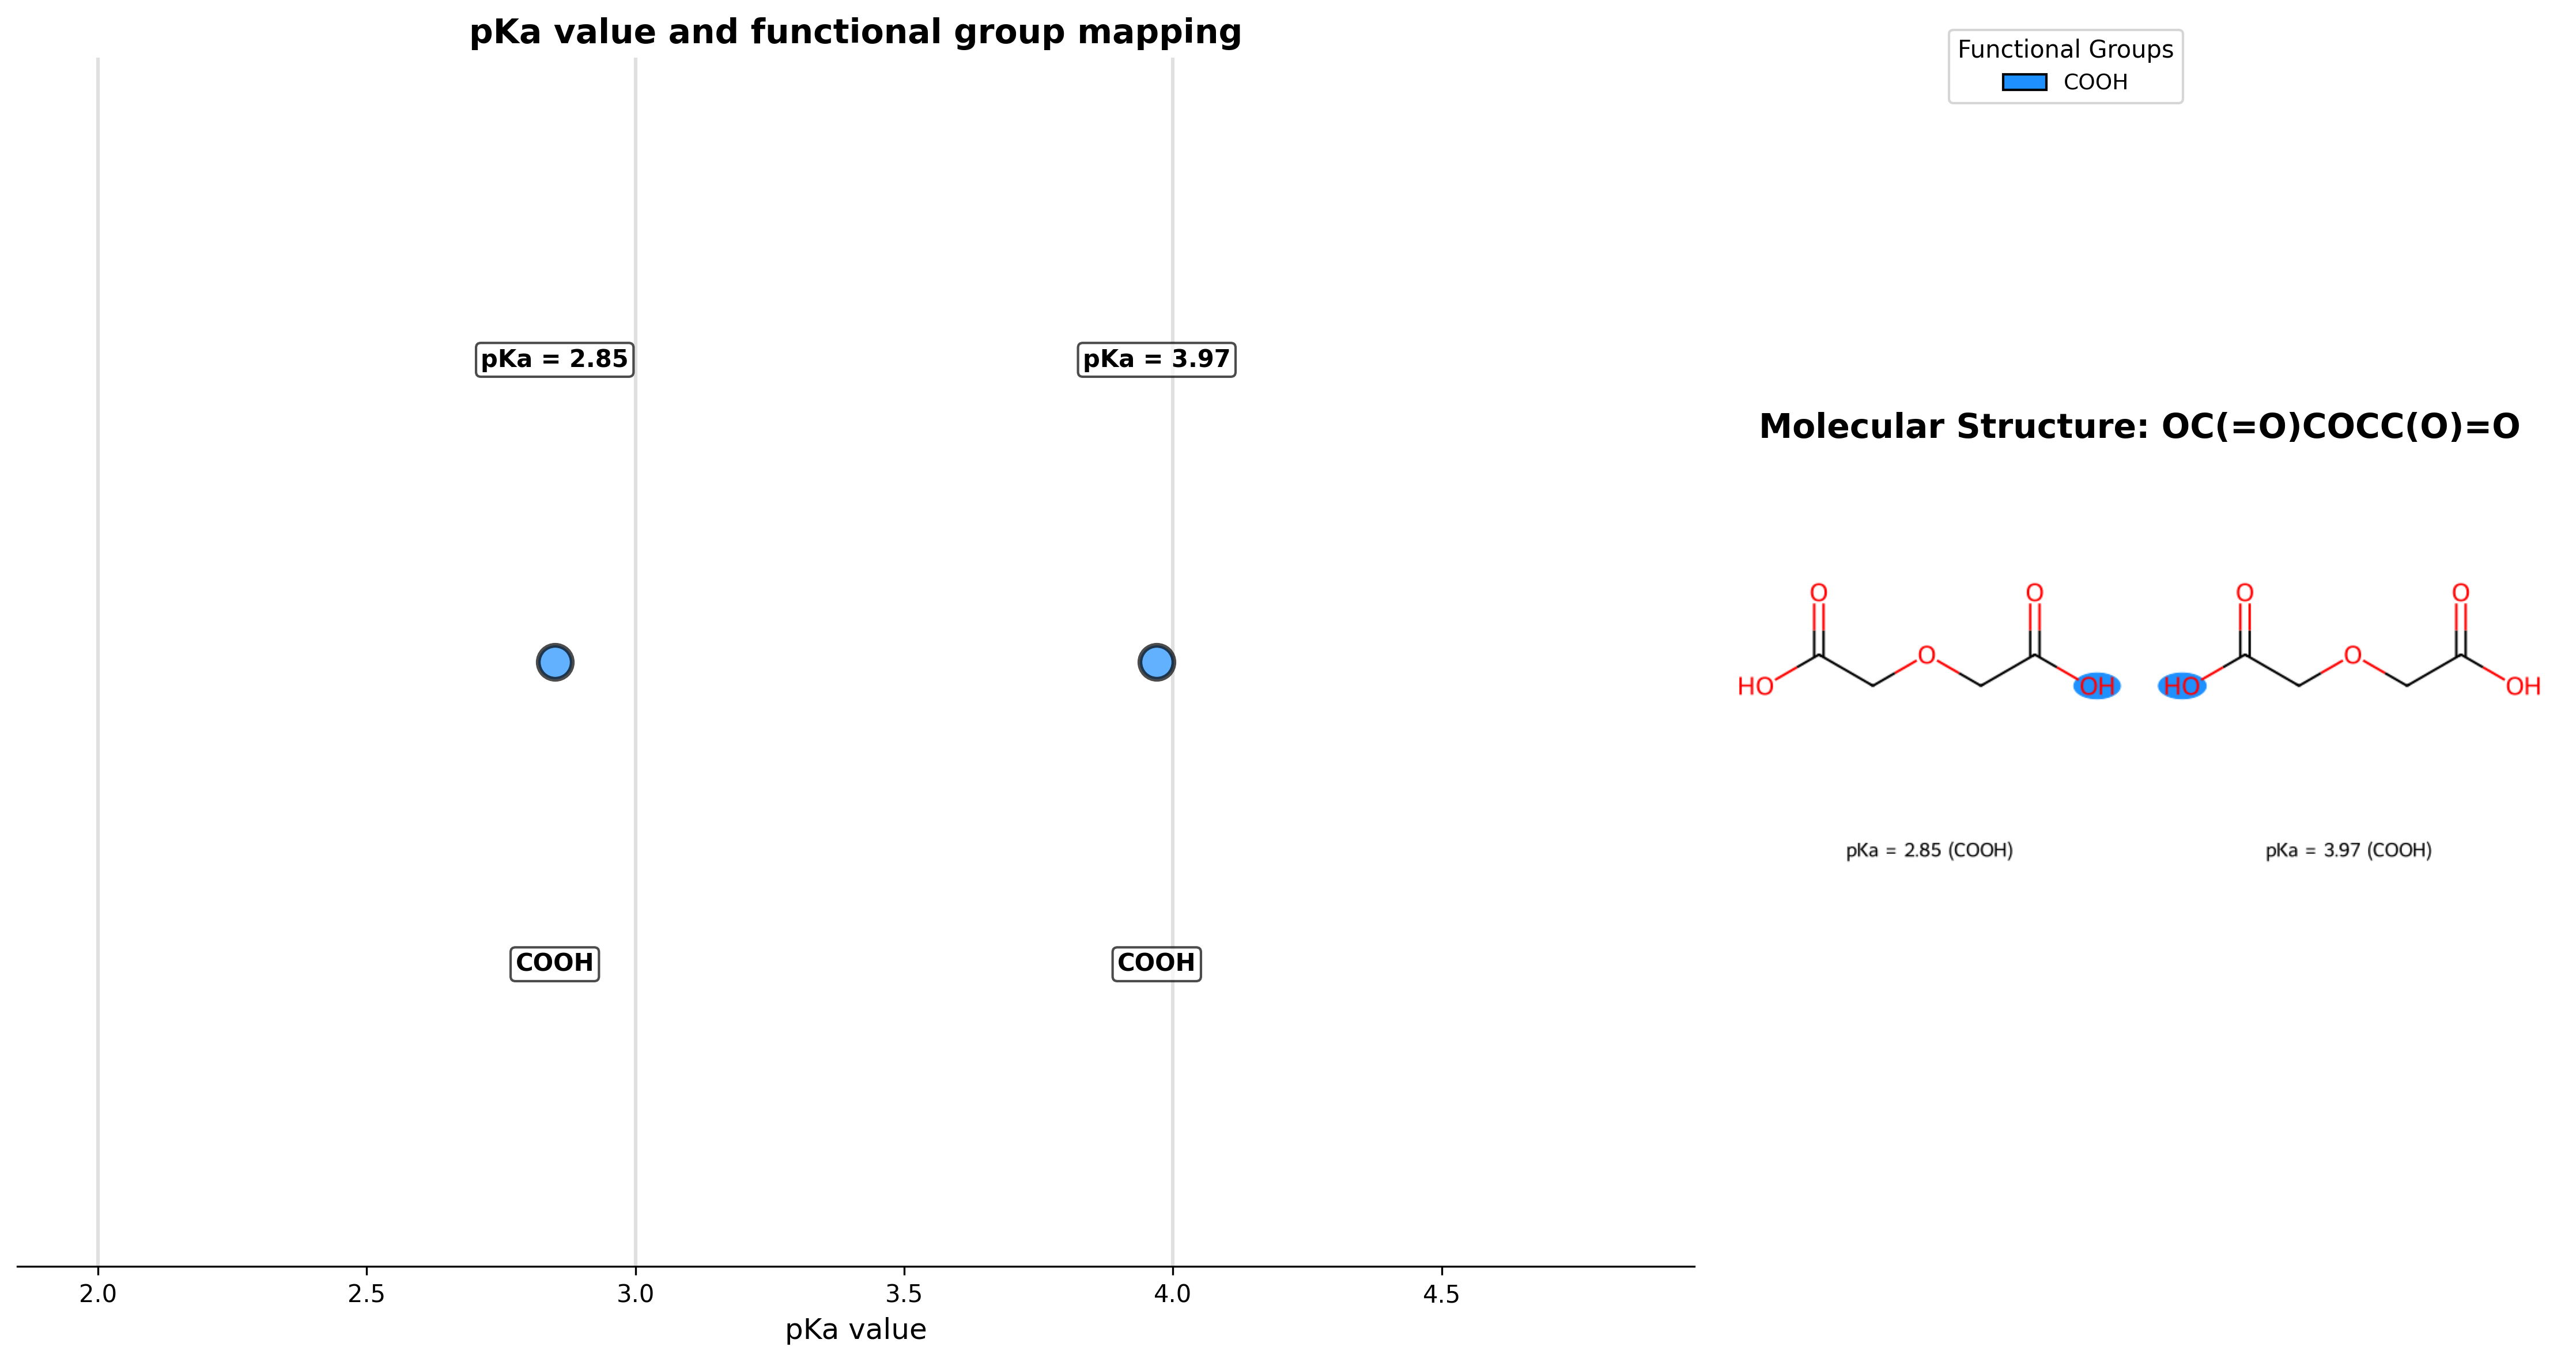 pKa value and functional group mapping
pKa = 2.85
pKa = 3.97
COOH
COOH
2.0
2.5
3.0
3.5
4.0
4.5
pKa value
Functional Groups
COOH
Molecular Structure: OC(=O)COCC(O)=O
O
O
O
HO
OH
O
O
O
HO
OH
pKa = 2.85 (COOH)
pKa = 3.97 (COOH)